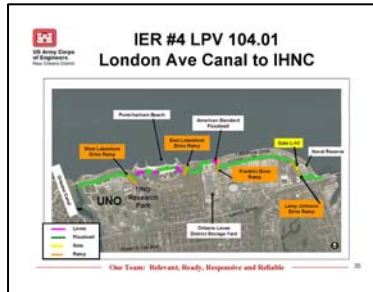 US Army Corps
of Engineers
New Orleans District
IER #4 LPV 104.01
London Ave Canal to IHNC
Pontchartrain Beach
American Standard
Floodwall
West Lakeshore
Drive Ramp
East Lakeshore
Drive Ramp
Gate L-10
Naval Reserve
UNO
UNO
Research
Park
Franklin Drive
Ramp
Orleans Levee
District Storage Yard
Leroy Johnson
Drive Ramp
Levee
Floodwall
Gate
Ramp
One Team: Relevant, Ready, Responsive and Reliable
36